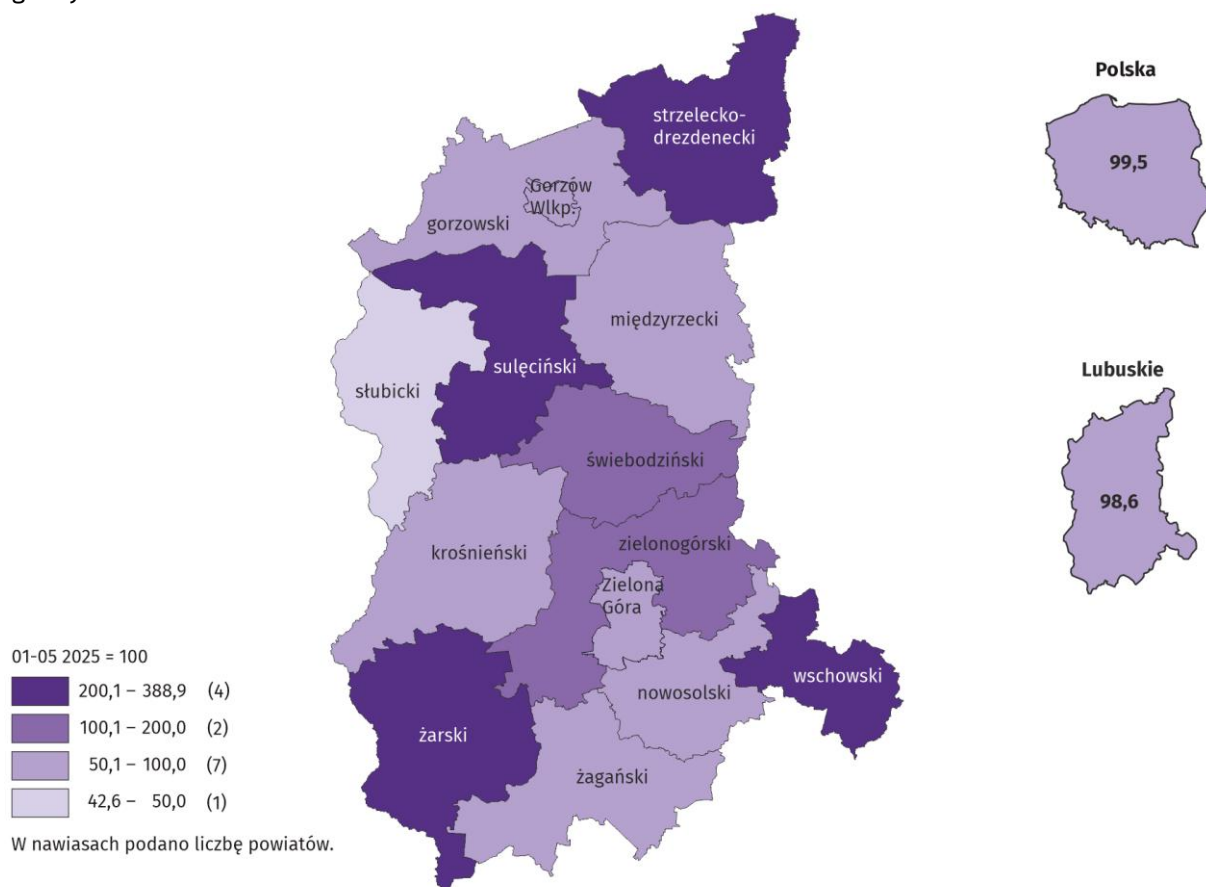 strzelecko-
drezdenecki
Gorzów
Wlkp.
gorzowski
międzyrzecki
sulęciński
słubicki
świebodziński
krośnieński
zielonogórski
Zielona
Góra
nowosolski
wschowski
żarski
żagański
Polska
99,5
Lubuskie
98,6
01-05 2025 = 100
200,1 – 388,9 (4)
100,1 – 200,0 (2)
50,1 – 100,0 (7)
42,6 – 50,0 (1)
W nawiasach podano liczbę powiatów.